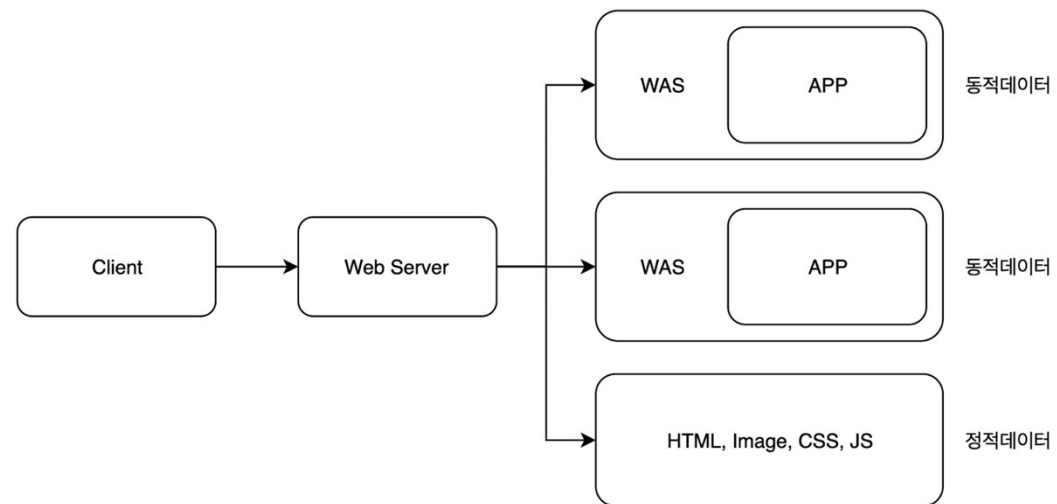 WAS
APP
동적데이터
Client
Web Server
WAS
APP
동적데이터
HTML, Image, CSS, JS
정적데이터